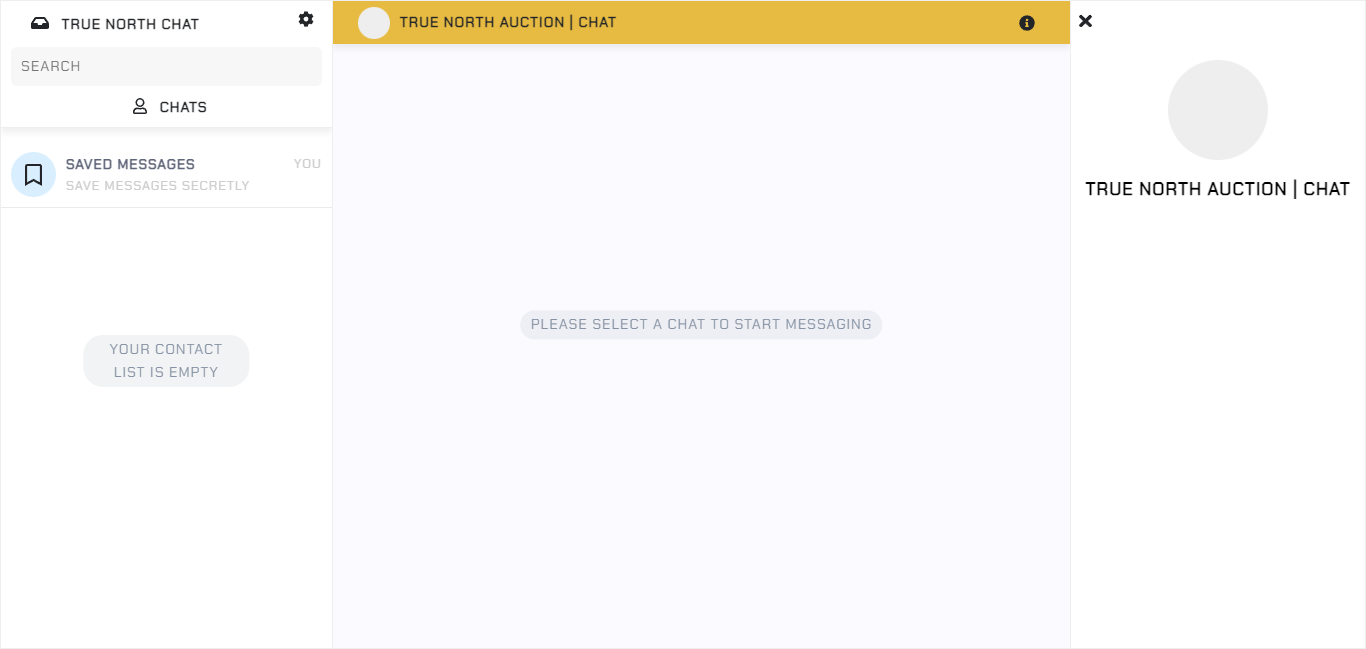 TRUE NORTH CHAT
SEARCH
CHATS
SAVED MESSAGES YOU
SAVE MESSAGES SECRETLY
YOUR CONTACT
LIST IS EMPTY
TRUE NORTH AUCTION | CHAT
PLEASE SELECT A CHAT TO START MESSAGING
TRUE NORTH AUCTION | CHAT